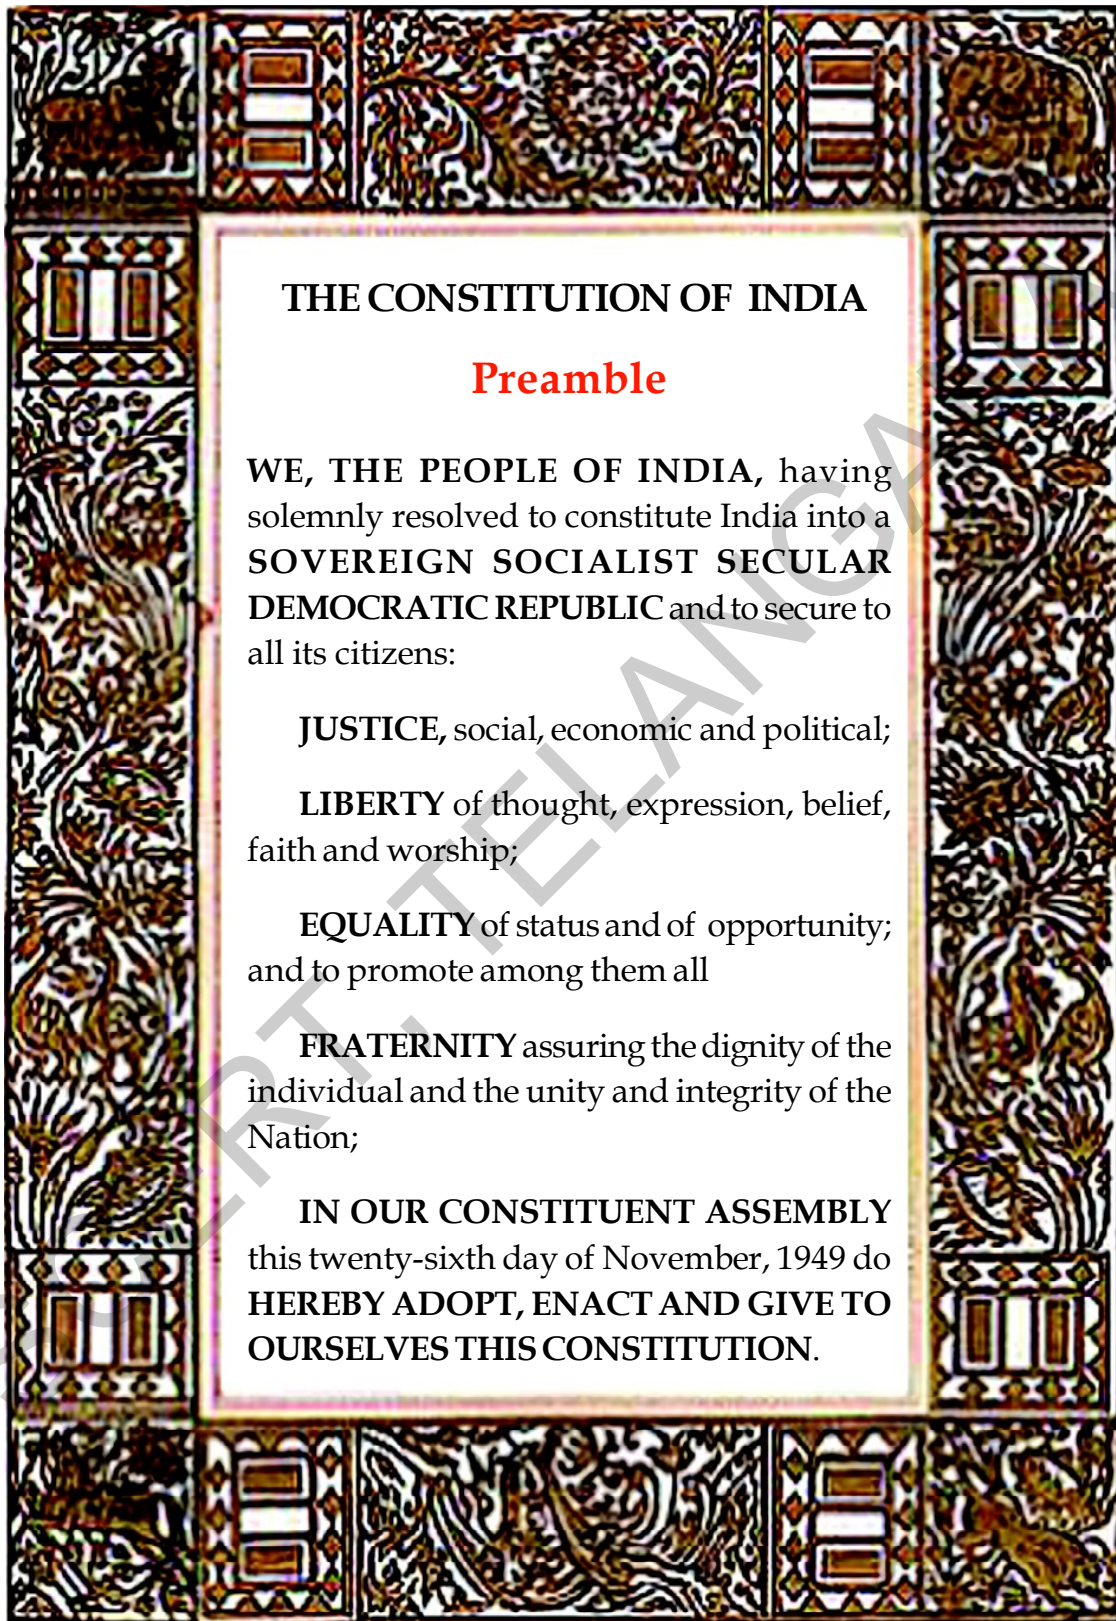 THE CONSTITUTION OF INDIA
Preamble
WE, THE PEOPLE OF INDIA, having
solemnly resolved to constitute India into a
SOVEREIGN SOCIALIST SECULAR
DEMOCRATIC REPUBLIC and to secure to
all its citizens:
JUSTICE, social, economic and political;
LIBERTY of thought, expression, belief,
faith and worship;
EQUALITY of status and of opportunity;
and to promote among them all
FRATERNITY assuring the dignity of the
individual and the unity and integrity of the
Nation;
IN OUR CONSTITUENT ASSEMBLY
this twenty-sixth day of November, 1949 do
HEREBY ADOPT, ENACT AND GIVE TO
OURSELVES THIS CONSTITUTION.